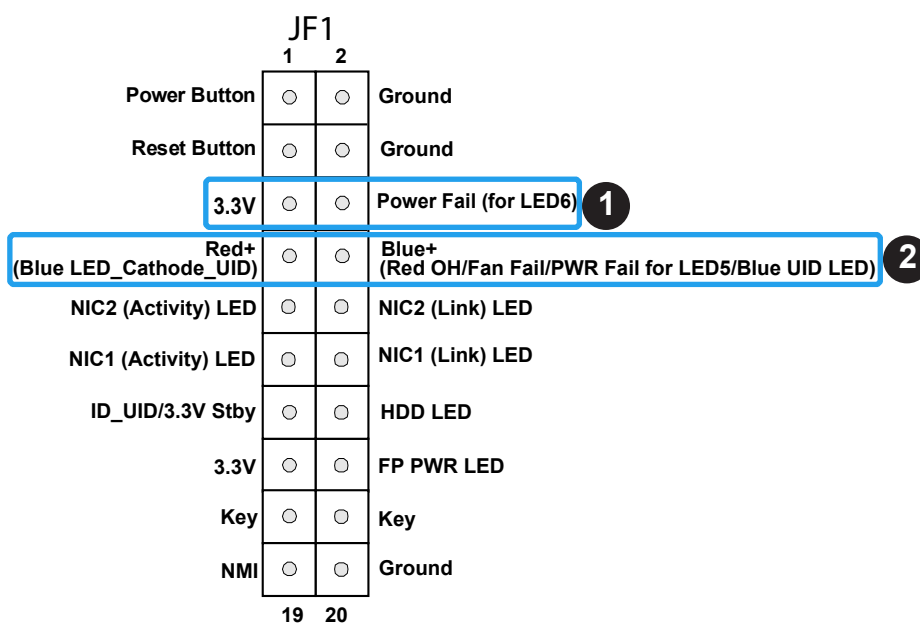 JF1
1 2
Power Button Ground
Reset Button Ground
3.3V Power Fail (for LED6) 1
Red+ Blue+
(Blue LED_Cathode_UID) (Red OH/Fan Fail/PWR Fail for LED5/Blue UID LED) 2
NIC2 (Activity) LED NIC2 (Link) LED
NIC1 (Activity) LED NIC1 (Link) LED
ID_UID/3.3V Stby HDD LED
3.3V FP PWR LED
Key Key
NMI Ground
19 20